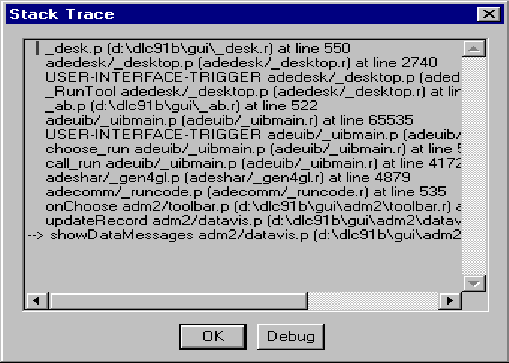 Stack Trace
_desk.p (d:\dlc91b\gui\_desk.r) at line 550
adedesk/_desktop.p (adedesk/_desktop.r) at line 2740
USER-INTERFACE-TRIGGER adedesk/_desktop.p (aded
_RunTool adedesk/_desktop.p (adedesk/_desktop.r) at lin
_ab.p (d:\dlc91b\gui\_ab.r) at line 522
adeuib/_uibmain.p (adeuib/_uibmain.r) at line 65535
USER-INTERFACE-TRIGGER adeuib/_uibmain.p (adeuib/
choose_run adeuib/_uibmain.p (adeuib/_uibmain.r) at line 5
call_run adeuib/_uibmain.p (adeuib/_uibmain.r) at line 4172
adeshar/_gen4gl.p (adeshar/_gen4gl.r) at line 4879
adecomm/_runcode.p (adecomm/_runcode.r) at line 535
onChoose adm2/toolbar.p (d:\dlc91b\gui\adm2\toolbar.r) a
updateRecord adm2/datavis.p (d:\dlc91b\gui\adm2\datav
--> showDataMessages adm2/datavis.p (d:\dlc91b\gui\adm2
OK Debug